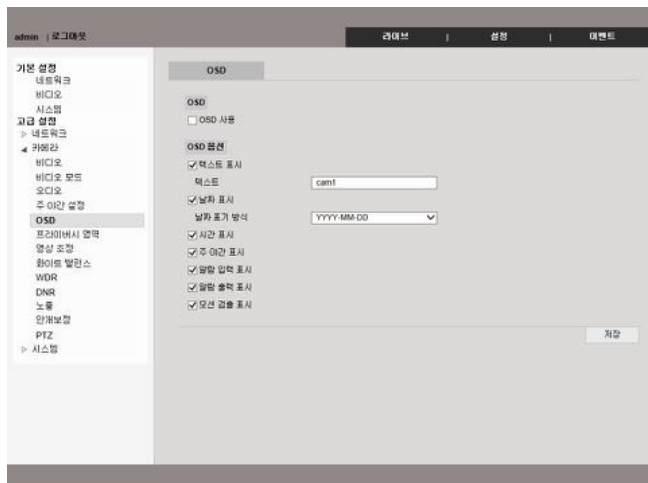 admin | 로그아웃
라이브 | 설정 | 이벤트
기본 설정
네트워크
비디오
시스템
고급 설정
▷ 네트워크
◢ 카메라
비디오
비디오 모드
오디오
주 야간 설정
OSD
프라이버시 영역
영상 조정
화이트 밸런스
WDR
DNR
노출
안개보정
PTZ
▷ 시스템
OSD
OSD
OSD 사용
OSD 옵션
텍스트 표시
텍스트 cam1
날짜 표시
날짜 표기 방식 YYYY-MM-DD
시간 표시
주 야간 표시
알람 입력 표시
알람 출력 표시
모션 검출 표시
저장